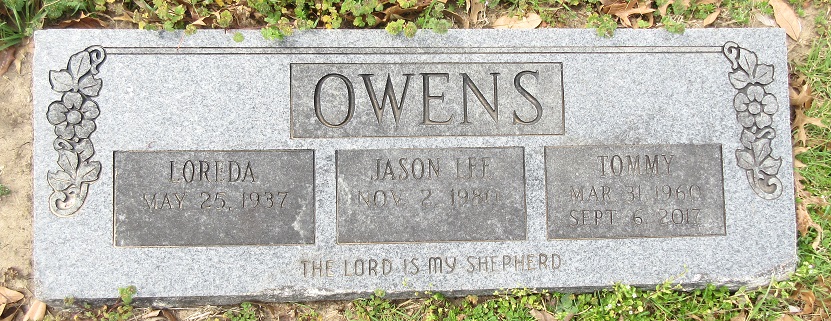 OWENS
LOREDA
MAY 25, 1937
JASON LEE
NOV. 2, 1980
TOMMY
MAR. 31, 1960
SEPT. 6, 2017
THE LORD IS MY SHEPHERD